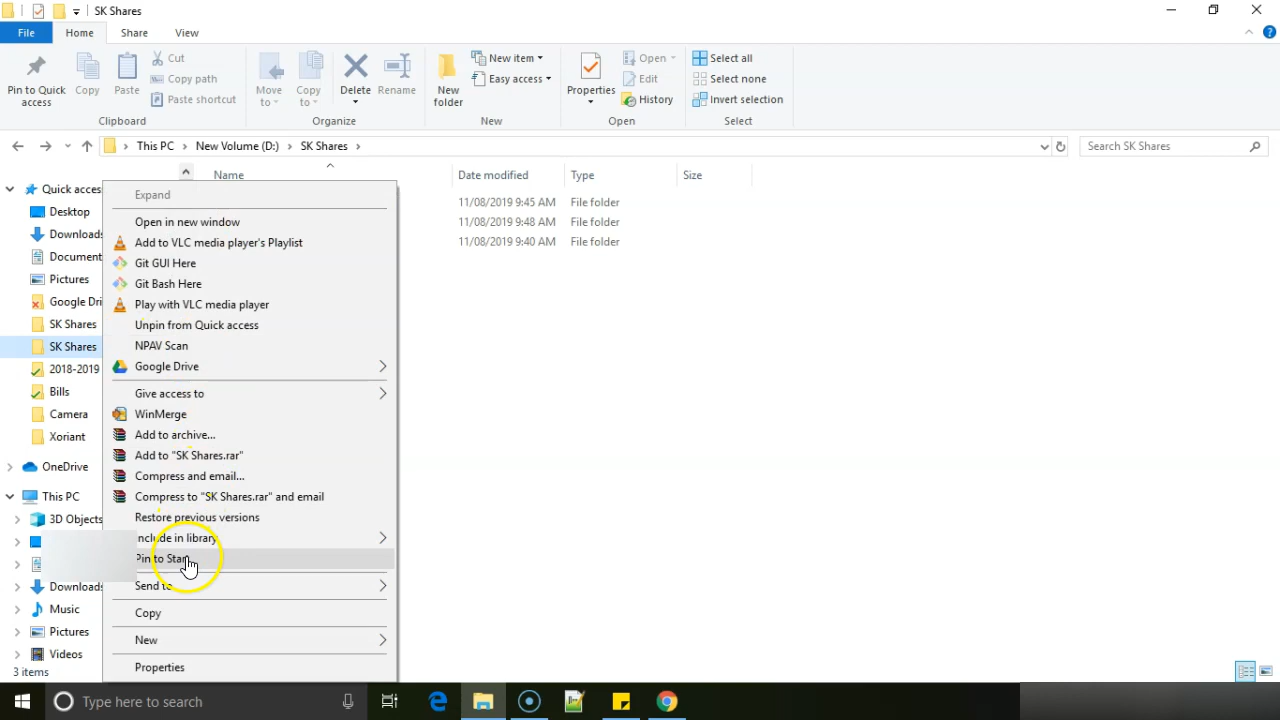 SK Shares
File Home Share View
Pin to Quick access
Copy
Paste
Cut
Copy path
Paste shortcut
Clipboard
Move to
Copy to
Delete
Rename
Organize
New folder
New item
Easy access
New
Properties
Open
Edit
History
Open
Select all
Select none
Invert selection
Select
This PC New Volume (D:) SK Shares
Search SK Shares
Name Date modified Type Size
11/08/2019 9:45 AM File folder
11/08/2019 9:48 AM File folder
11/08/2019 9:40 AM File folder
Quick access
Desktop
Downloads
Document
Pictures
Google Dri
SK Shares
SK Shares
2018-2019
Bills
Camera
Xoriant
OneDrive
This PC
3D Objects
Downloads
Music
Pictures
Videos
3 items
Expand
Open in new window
Add to VLC media player's Playlist
Git GUI Here
Git Bash Here
Play with VLC media player
Unpin from Quick access
NPAV Scan
Google Drive
Give access to
WinMerge
Add to archive...
Add to "SK Shares.rar"
Compress and email...
Compress to "SK Shares.rar" and email
Restore previous versions
Include in library
Pin to Start
Send to
Copy
New
Properties
Type here to search